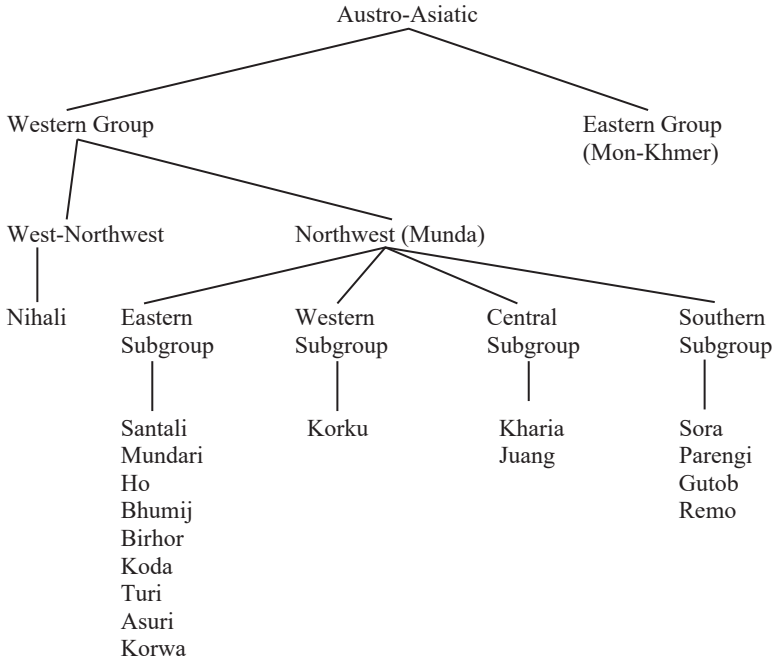 Austro-Asiatic
Western Group
Eastern Group
(Mon-Khmer)
West-Northwest
Northwest (Munda)
Nihali
Eastern
Subgroup
Western
Subgroup
Central
Subgroup
Southern
Subgroup
Santali
Mundari
Ho
Bhumij
Birhor
Koda
Turi
Asuri
Korwa
Korku
Kharia
Juang
Sora
Parengi
Gutob
Remo